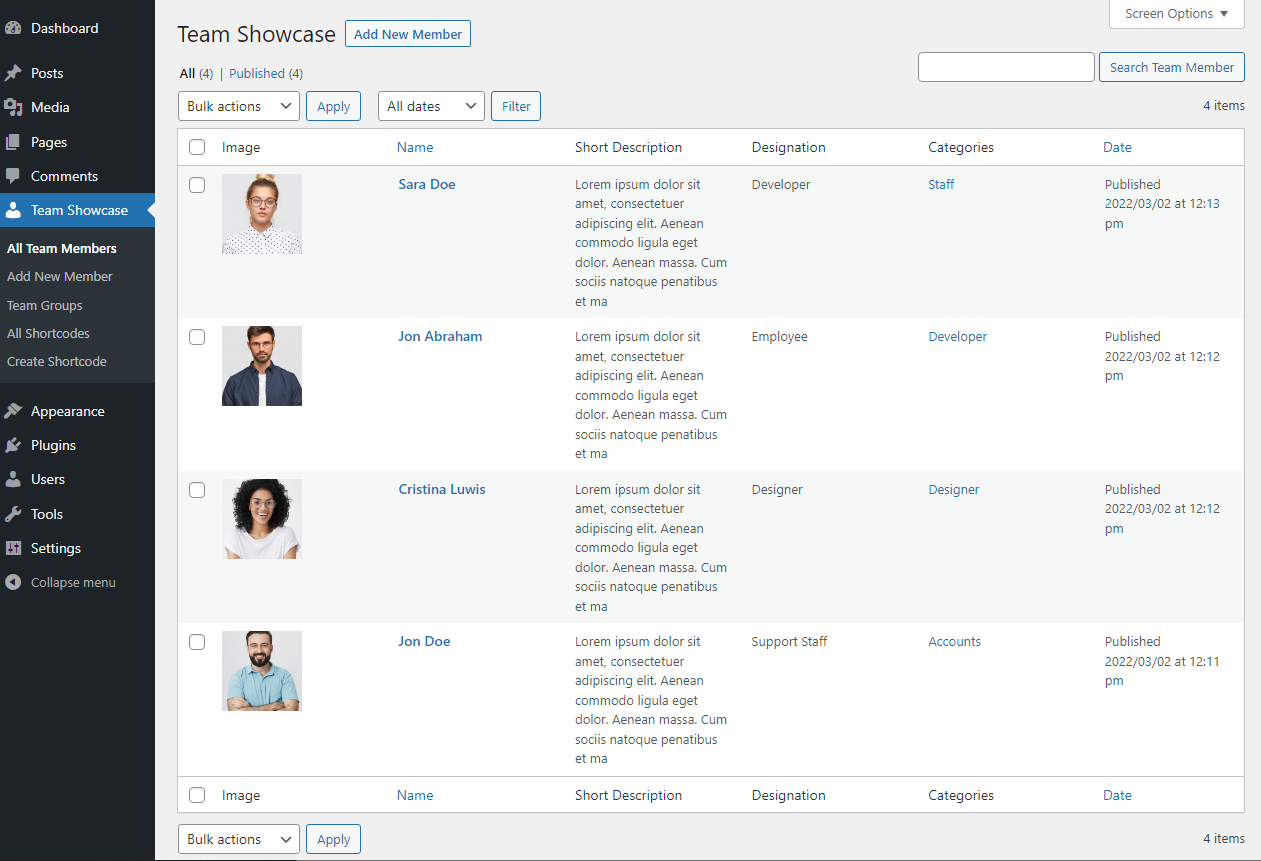 Dashboard
Posts
Media
Pages
Comments
Team Showcase
All Team Members
Add New Member
Team Groups
All Shortcodes
Create Shortcode
Appearance
Plugins
Users
Tools
Settings
Collapse menu
Screen Options ▼
Team Showcase Add New Member
All (4) | Published (4)
Search Team Member
Bulk actions Apply All dates Filter 4 items
Image Name Short Description Designation Categories Date
Sara Doe
Lorem ipsum dolor sit
amet, consectetuer
adipiscing elit. Aenean
commodo ligula eget
dolor. Aenean massa. Cum
sociis natoque penatibus
et ma
Developer
Staff
Published
2022/03/02 at 12:13
pm
Jon Abraham
Lorem ipsum dolor sit
amet, consectetuer
adipiscing elit. Aenean
commodo ligula eget
dolor. Aenean massa. Cum
sociis natoque penatibus
et ma
Employee
Developer
Published
2022/03/02 at 12:12
pm
Cristina Luwis
Lorem ipsum dolor sit
amet, consectetuer
adipiscing elit. Aenean
commodo ligula eget
dolor. Aenean massa. Cum
sociis natoque penatibus
et ma
Designer
Designer
Published
2022/03/02 at 12:12
pm
Jon Doe
Lorem ipsum dolor sit
amet, consectetuer
adipiscing elit. Aenean
commodo ligula eget
dolor. Aenean massa. Cum
sociis natoque penatibus
et ma
Support Staff
Accounts
Published
2022/03/02 at 12:11
pm
Image Name Short Description Designation Categories Date
Bulk actions Apply 4 items